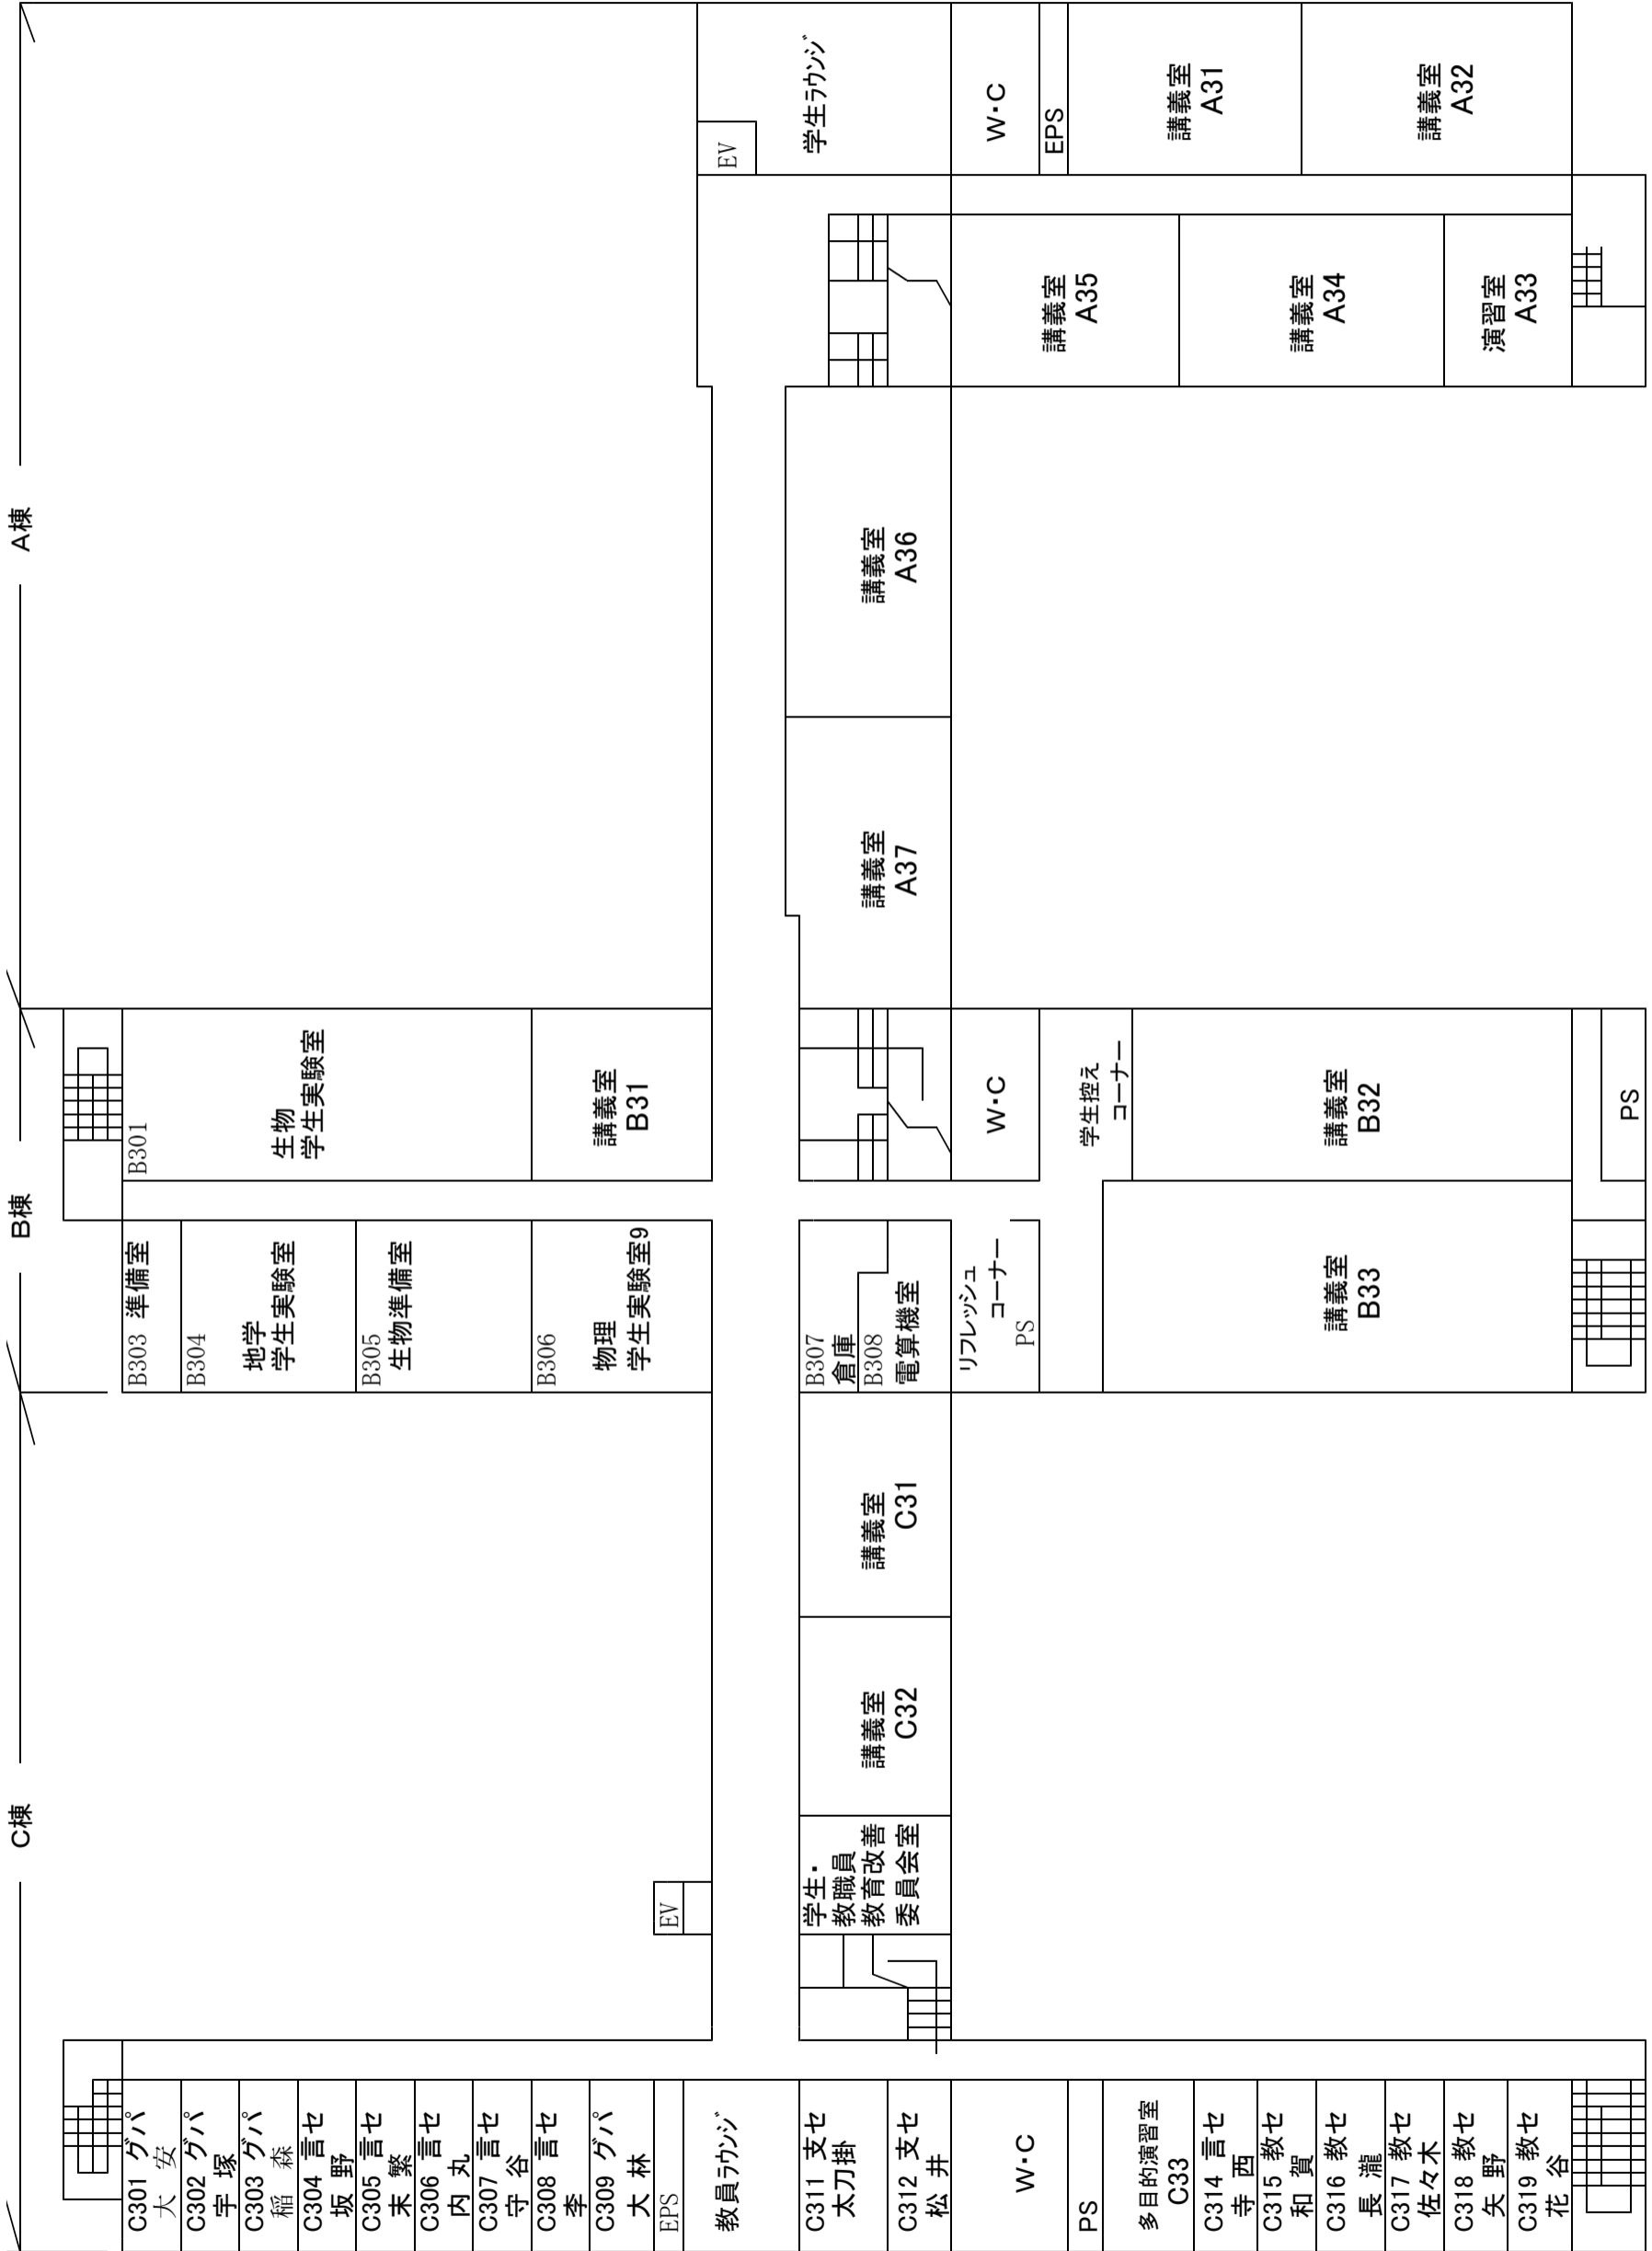 C棟
B棟
A棟
C301 グパ
大 安
C302 グパ
宇 塚
C303 グパ
稲 森
C304 言セ
坂 野
C305 言セ
末 繁
C306 言セ
内 丸
C307 言セ
守 谷
C308 言セ
李
C309 グパ
大 林
EPS
教員ラウンジ
C311 支セ
太刀掛
C312 支セ
松 井
W・C
PS
多目的演習室
C33
C314 言セ
寺 西
C315 教セ
和 賀
C316 教セ
長 瀧
C317 教セ
佐々木
C318 教セ
矢 野
C319 教セ
花 谷
EV
学生・
教職員
教育改善
委員会室
講義室
C32
講義室
C31
B303 準備室
B304
地学
学生実験室
B305
生物準備室
B306
物理
学生実験室9
B307
倉庫
B308
電算機室
リフレッシュ
コーナー
PS
講義室
B33
B301
生物
学生実験室
講義室
B31
W・C
学生控え
コーナー
講義室
B32
PS
講義室
A37
講義室
A36
講義室
A35
講義室
A34
演習室
A33
EV
学生ラウンジ
W・C
EPS
講義室
A31
講義室
A32